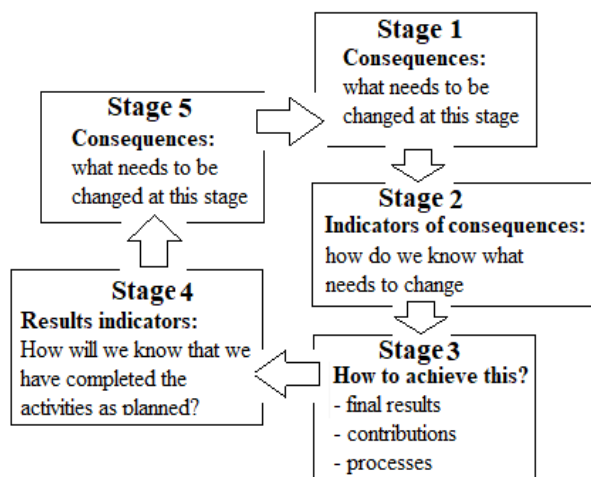 Stage 1
Consequences:
what needs to be
changed at this stage
Stage 2
Indicators of consequences:
how do we know what
needs to change
Stage 3
How to achieve this?
- final results
- contributions
- processes
Stage 4
Results indicators:
How will we know that we
have completed the
activities as planned?
Stage 5
Consequences:
what needs to be
changed at this stage